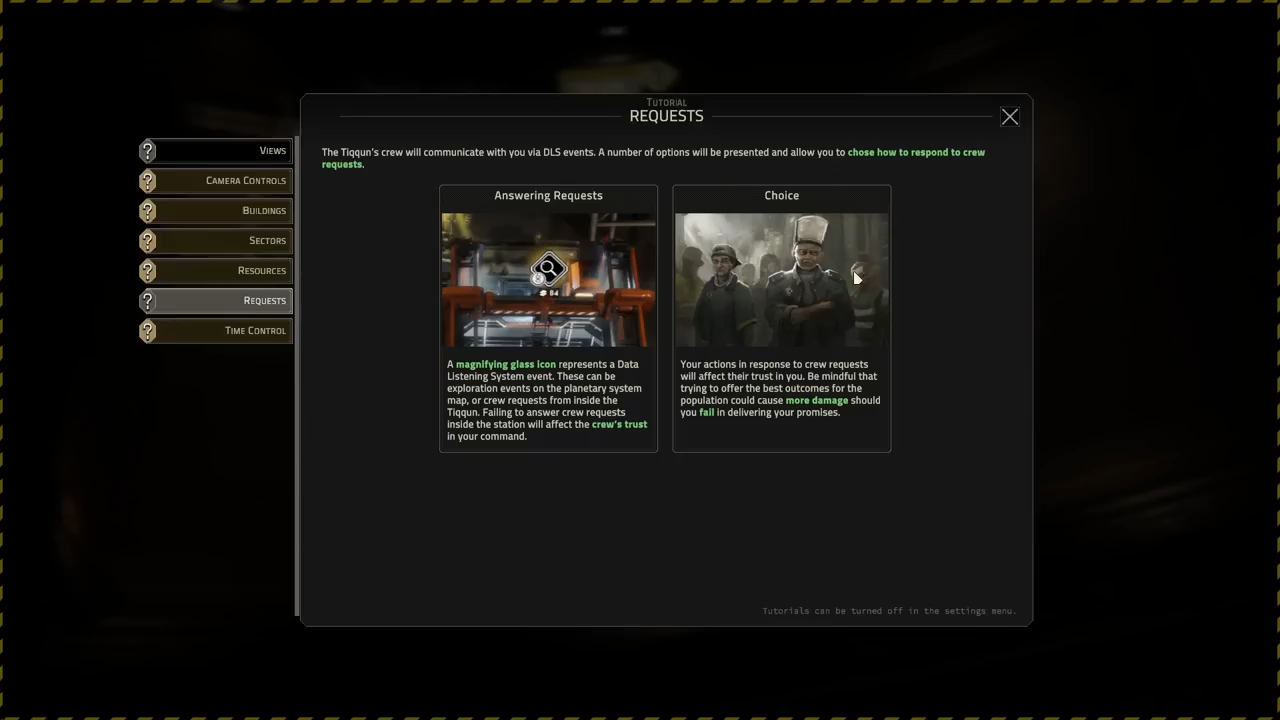 TUTORIAL
REQUESTS
The Tiqqun's crew will communicate with you via DLS events. A number of options will be presented and allow you to chose how to respond to crew
requests.
VIEWS
CAMERA CONTROLS
BUILDINGS
SECTORS
RESOURCES
REQUESTS
TIME CONTROL
Answering Requests
84
A magnifying glass icon represents a Data
Listening System event. These can be
exploration events on the planetary system
map, or crew requests from inside the
Tiqqun. Failing to answer crew requests
inside the station will affect the crew's trust
in your command.
Choice
Your actions in response to crew requests
will affect their trust in you. Be mindful that
trying to offer the best outcomes for the
population could cause more damage should
you fail in delivering your promises.
Tutorials can be turned off in the settings menu.